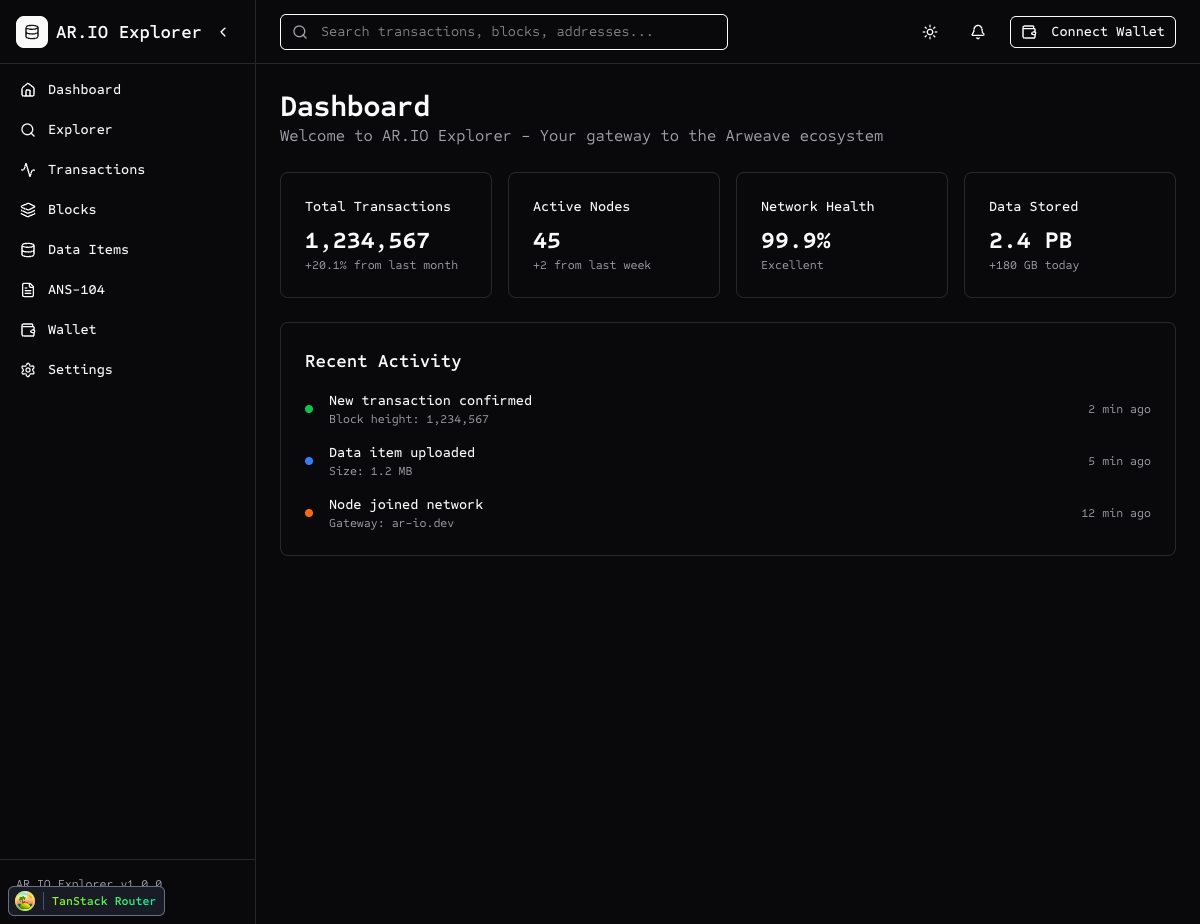 AR.IO Explorer
Search transactions, blocks, addresses...
Connect Wallet
Dashboard
Explorer
Transactions
Blocks
Data Items
ANS-104
Wallet
Settings
Dashboard
Welcome to AR.IO Explorer - Your gateway to the Arweave ecosystem
Total Transactions
1,234,567
+20.1% from last month
Active Nodes
45
+2 from last week
Network Health
99.9%
Excellent
Data Stored
2.4 PB
+180 GB today
Recent Activity
New transaction confirmed
Block height: 1,234,567
2 min ago
Data item uploaded
Size: 1.2 MB
5 min ago
Node joined network
Gateway: ar-io.dev
12 min ago
AR.IO Explorer v1.0.0
TanStack Router